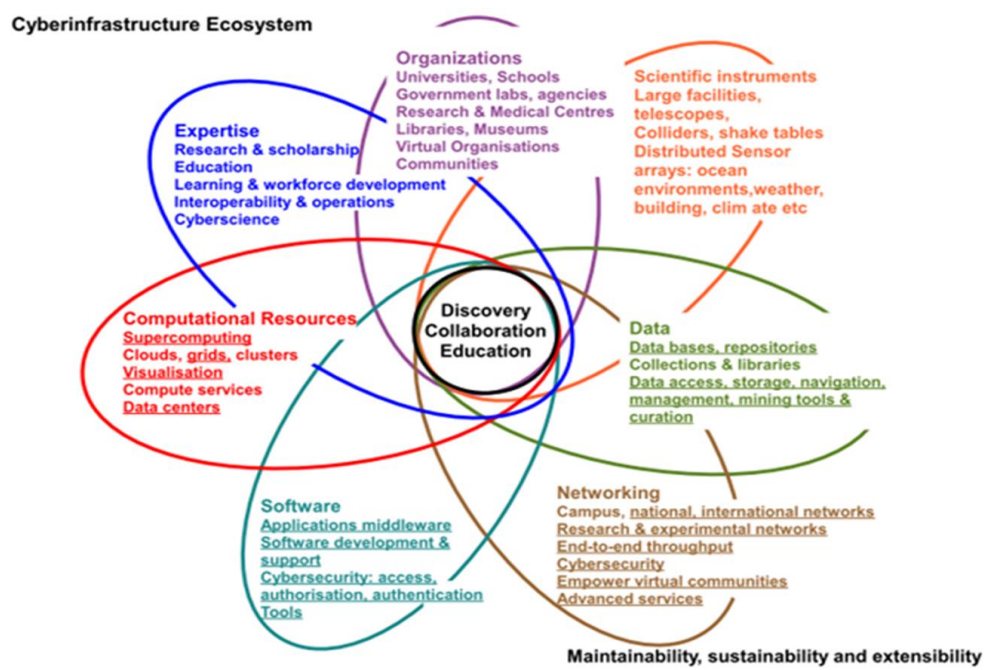 Cyberinfrastructure Ecosystem
Organizations
Universities, Schools
Government labs, agencies
Research & Medical Centres
Libraries, Museums
Virtual Organisations
Communities
Scientific instruments
Large facilities,
telescopes,
Colliders, shake tables
Distributed Sensor
arrays: ocean
environments,weather,
building, clim ate etc
Expertise
Research & scholarship
Education
Learning & workforce development
Interoperability & operations
Cyberscience
Discovery
Collaboration
Education
Computational Resources
Supercomputing
Clouds, grids, clusters
Visualisation
Compute services
Data centers
Data
Data bases, repositories
Collections & libraries
Data access, storage, navigation,
management, mining tools &
curation
Software
Applications middleware
Software development &
support
Cybersecurity: access,
authorisation, authentication
Tools
Networking
Campus, national, international networks
Research & experimental networks
End-to-end throughput
Cybersecurity
Empower virtual communities
Advanced services
Maintainability, sustainability and extensibility